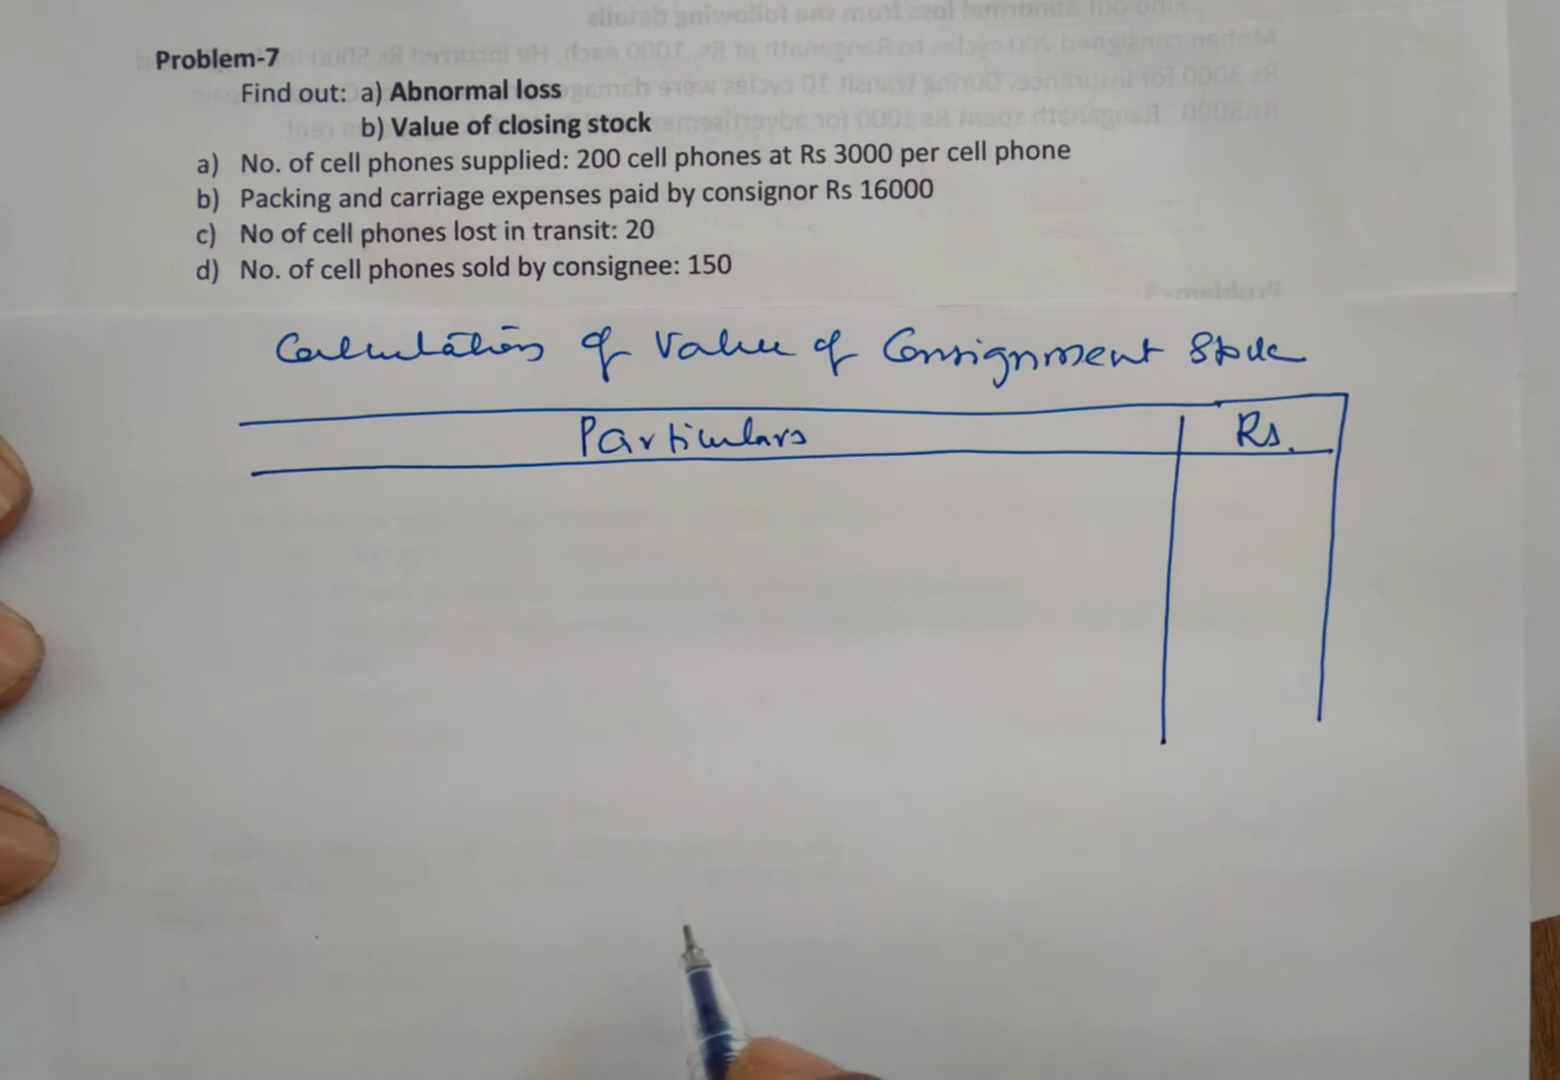 Problem-7
Find out: a) Abnormal loss
b) Value of closing stock
a) No. of cell phones supplied: 200 cell phones at Rs 3000 per cell phone
b) Packing and carriage expenses paid by consignor Rs 16000
c) No of cell phones lost in transit: 20
d) No. of cell phones sold by consignee: 150
Calculation of Value of Consignment Stock
Particulars Rs.